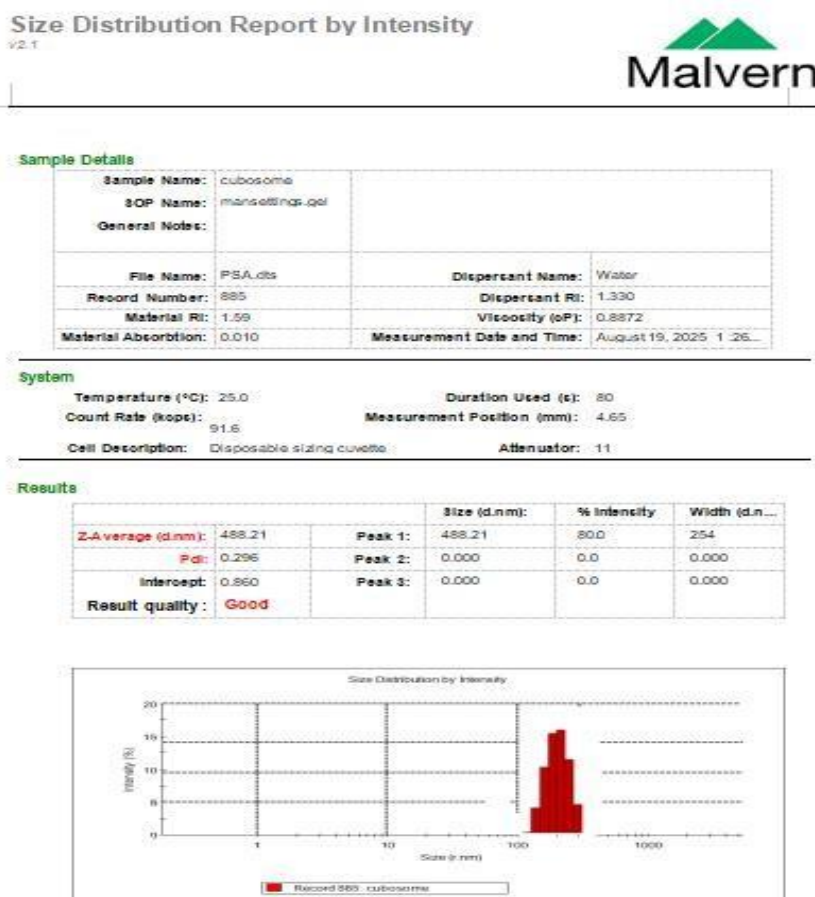 Size Distribution Report by Intensity
v2.1
Malvern
Sample Details
Sample Name: cubosome
SOP Name: mansettings.gel
General Notes:
File Name: PSA.dts Dispersant Name: Water
Record Number: 885 Dispersant RI: 1.330
Material RI: 1.59 Viscosity (cP): 0.8872
Material Absorbtion: 0.010 Measurement Date and Time: August 19, 2025 1:26...
System
Temperature (°C): 25.0 Duration Used (s): 80
Count Rate (kcps): 91.6 Measurement Position (mm): 4.65
Cell Description: Disposable sizing cuvette Attenuator: 11
Results
Size (d.nm): % Intensity Width (d.n...
Z-Average (d.nm): 488.21 Peak 1: 488.21 80.0 254
PdI: 0.296 Peak 2: 0.000 0.0 0.000
Intercept: 0.860 Peak 3: 0.000 0.0 0.000
Result quality : Good
Size Distribution by Intensity
Intensity (%)
20
15
10
5
0
1 10 100 1000
Size (r.nm)
Record 885: cubosome